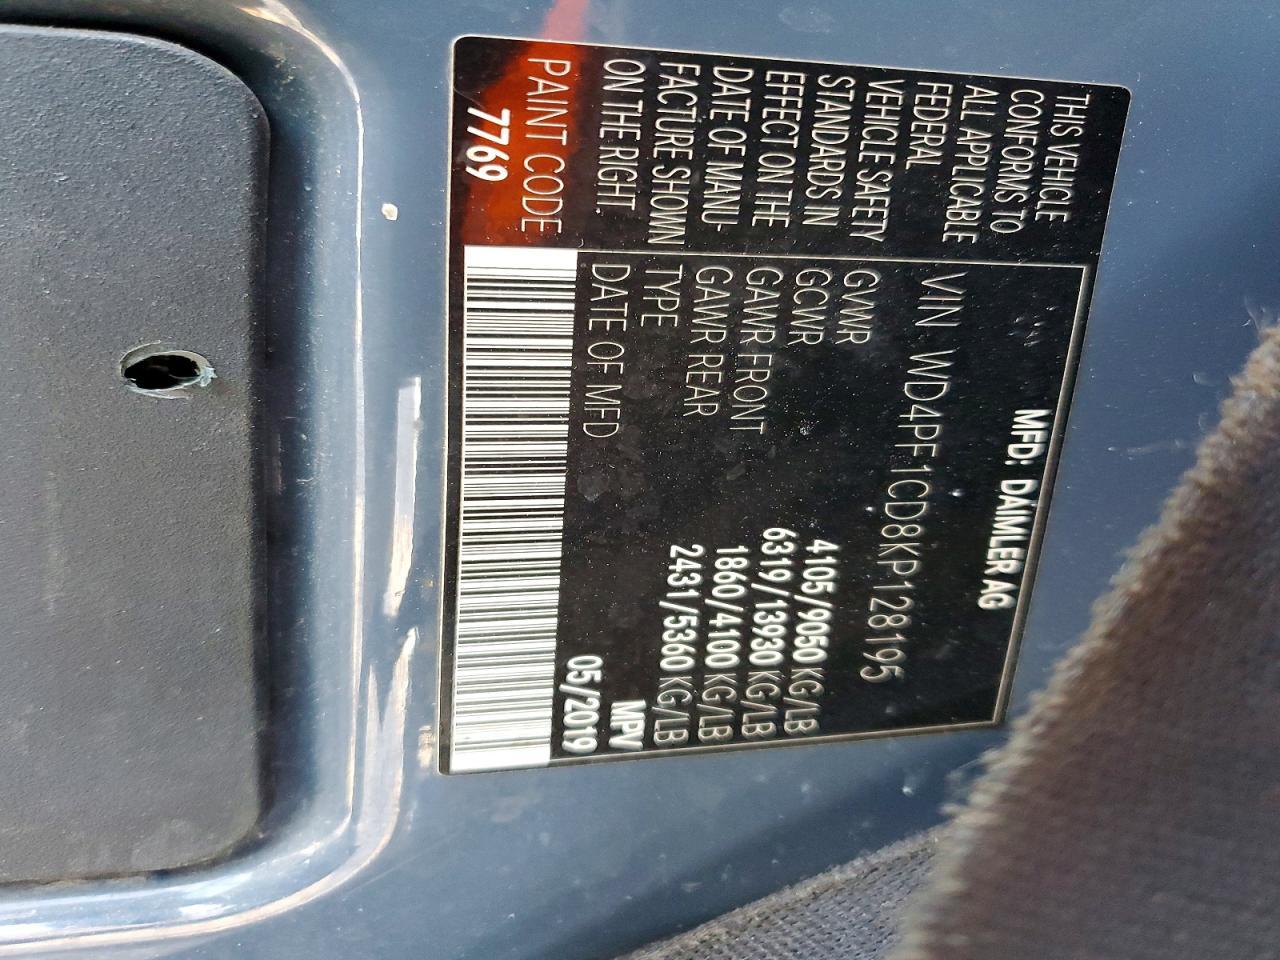 MFD: DAIMLER AG
THIS VEHICLE
CONFORMS TO
ALL APPLICABLE
FEDERAL
VEHICLE SAFETY
STANDARDS IN
EFFECT ON THE
DATE OF MANU-
FACTURE SHOWN
ON THE RIGHT.
PAINT CODE
7769
VIN WD4PF1CD8KP128195
GVWR 4105/9050 KG/LB
GCWR 6319/13930 KG/LB
GAWR FRONT 1860/4100 KG/LB
GAWR REAR 2431/5360 KG/LB
TYPE MPV
DATE OF MFD 05/2019